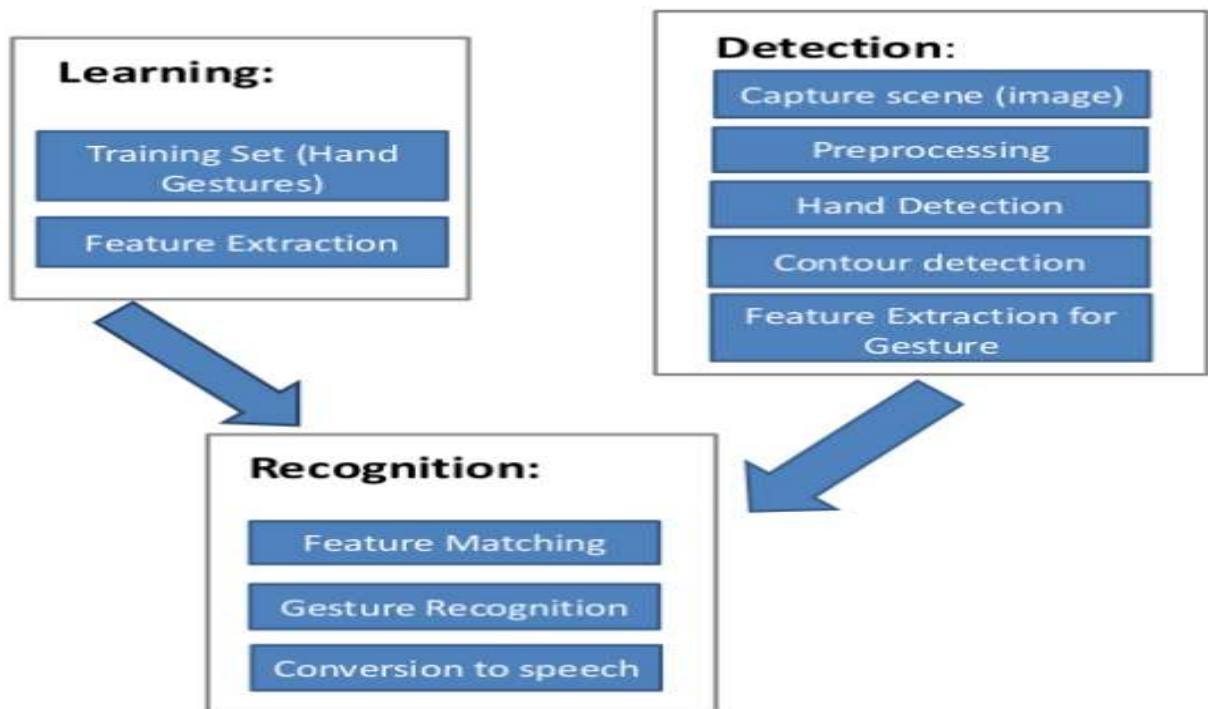 Learning:
Training Set (Hand
Gestures)
Feature Extraction
Detection:
Capture scene (image)
Preprocessing
Hand Detection
Contour detection
Feature Extraction for
Gesture
Recognition:
Feature Matching
Gesture Recognition
Conversion to speech